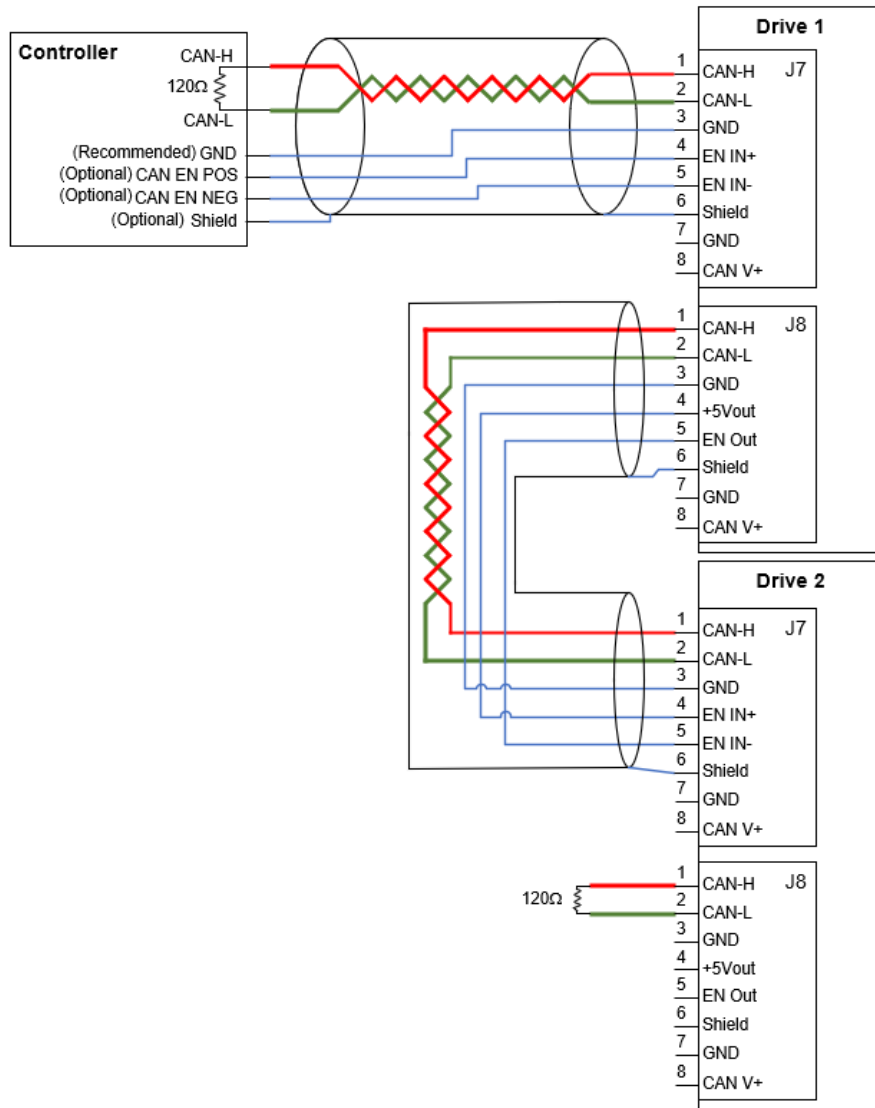 Controller
CAN-H
120Ω
CAN-L
(Recommended) GND
(Optional) CAN EN POS
(Optional) CAN EN NEG
(Optional) Shield
Drive 1
J7
1 CAN-H
2 CAN-L
3 GND
4 EN IN+
5 EN IN-
6 Shield
7 GND
8 CAN V+
J8
1 CAN-H
2 CAN-L
3 GND
4 +5Vout
5 EN Out
6 Shield
7 GND
8 CAN V+
Drive 2
J7
1 CAN-H
2 CAN-L
3 GND
4 EN IN+
5 EN IN-
6 Shield
7 GND
8 CAN V+
120Ω
J8
1 CAN-H
2 CAN-L
3 GND
4 +5Vout
5 EN Out
6 Shield
7 GND
8 CAN V+